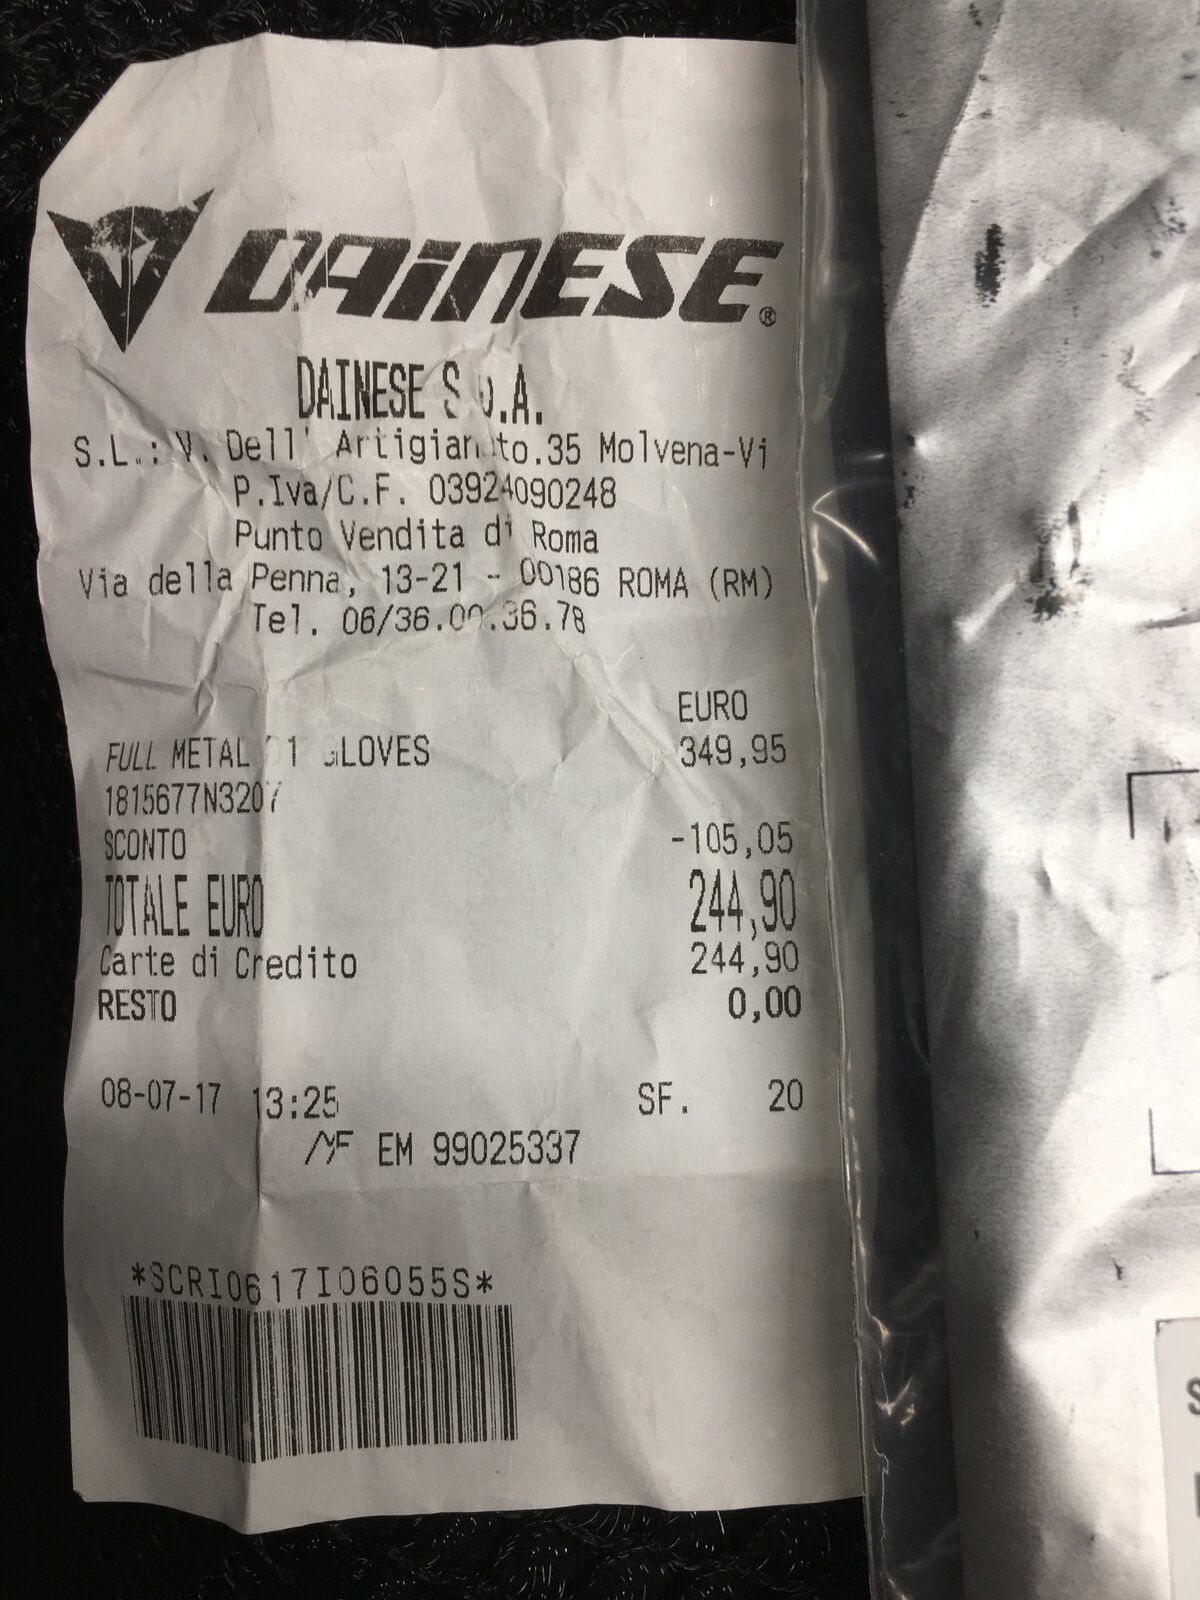 DAINESE®
DAINESE S.p.A.
S.L.: V. Dell' Artigianato.35 Molvena-Vi
P.Iva/C.F. 03924090248
Punto Vendita di Roma
Via della Penna, 13-21 - 00186 ROMA (RM)
Tel. 06/36.00.36.78
EURO
FULL METAL D1 GLOVES 349,95
1815677N3207
SCONTO -105,05
TOTALE EURO 244,90
Carte di Credito 244,90
RESTO 0,00
08-07-17 13:25 SF. 20
MF EM 99025337
*SCRI0617I06055S*